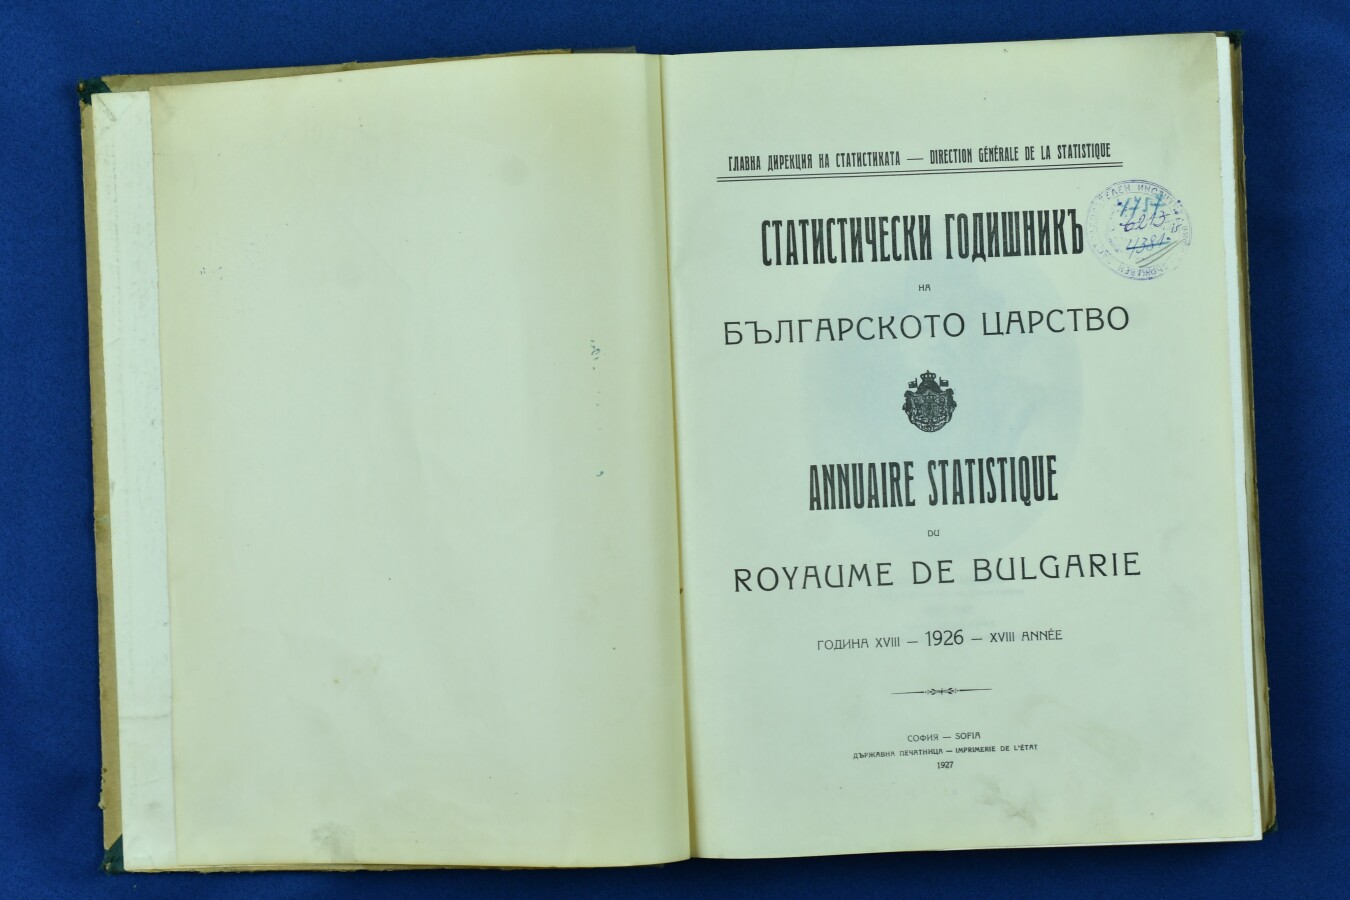 ГЛАВНА ДИРЕКЦИЯ НА СТАТИСТИКАТА — DIRECTION GÉNÉRALE DE LA STATISTIQUE
СТАТИСТИЧЕСКИ ГОДИШНИКЪ
НА
БЪЛГАРСКОТО ЦАРСТВО
ANNUAIRE STATISTIQUE
DU
ROYAUME DE BULGARIE
ГОДИНА XVIII — 1926 — XVIII ANNÉE
СОФИЯ — SOFIA
ДЪРЖАВНА ПЕЧАТНИЦА — IMPRIMERIE DE L'ÉTAT
1927